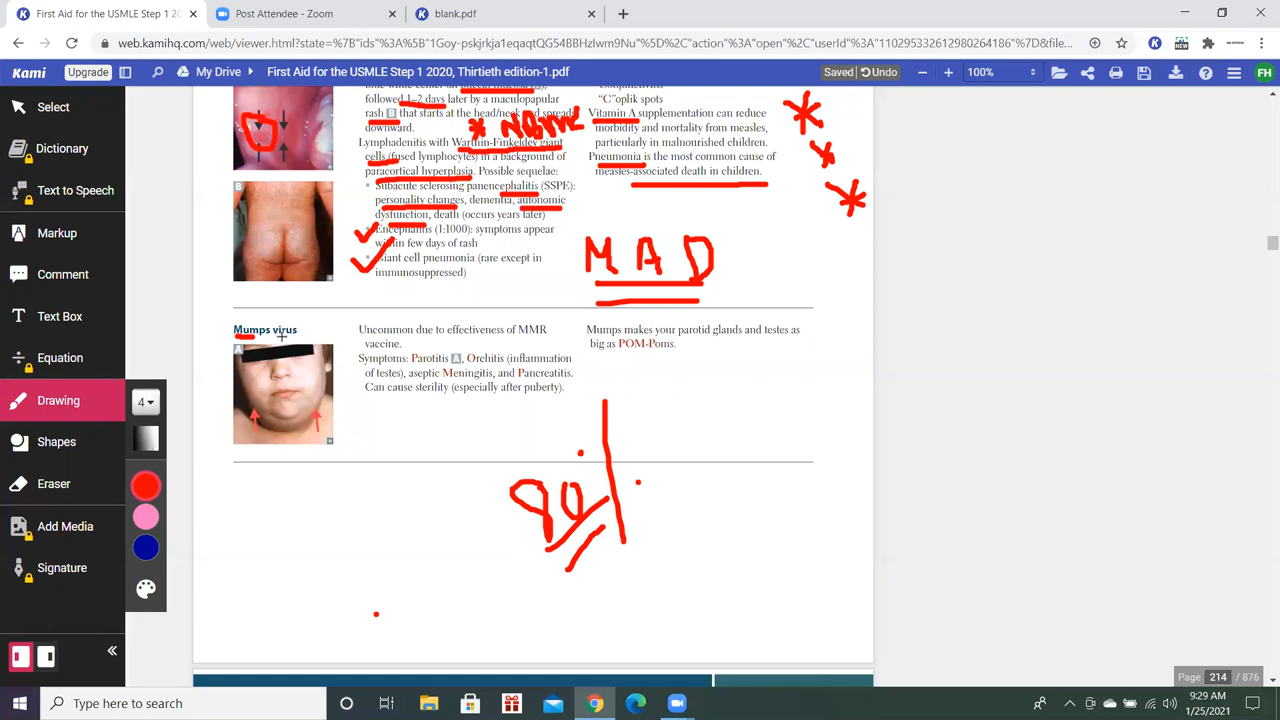 First Aid for the USMLE Step 1 20
Post Attendee - Zoom
blank.pdf
web.kamihq.com/web/viewer.html?state=%7B"ids"%3A%5B"1Goy-pskjrkja1eqaqtQG54BBHzIwm9Nu"%5D%2C"action"%3A"open"%2C"userId"%3A"110295332612980264186"%7D&file...
Kami
Upgrade
My Drive
First Aid for the USMLE Step 1 2020, Thirtieth edition-1.pdf
Saved
Undo
100%
FH
Select
Dictionary
Text to Speech
Markup
Comment
Text Box
Equation
Drawing
Shapes
Eraser
Add Media
Signature
4
followed 1–2 days later by a maculopapular
rash B that starts at the head/neck and spreads
downward.
Lymphadenitis with Warthin-Finkeldey giant
cells (fused lymphocytes) in a background of
paracortical hyperplasia. Possible sequelae:
Subacute sclerosing panencephalitis (SSPE):
personality changes, dementia, autonomic
dysfunction, death (occurs years later)
Encephalitis (1:1000): symptoms appear
within few days of rash
Giant cell pneumonia (rare except in
immunosuppressed)
B
Conjunctivitis
"C"oplik spots
Vitamin A supplementation can reduce
morbidity and mortality from measles,
particularly in malnourished children.
Pneumonia is the most common cause of
measles-associated death in children.
MAD
Mumps virus
A
Uncommon due to effectiveness of MMR
vaccine.
Symptoms: Parotitis A, Orchitis (inflammation
of testes), aseptic Meningitis, and Pancreatitis.
Can cause sterility (especially after puberty).
Mumps makes your parotid glands and testes as
big as POM-Poms.
Page 214 / 876
Type here to search
9:29 AM
1/25/2021